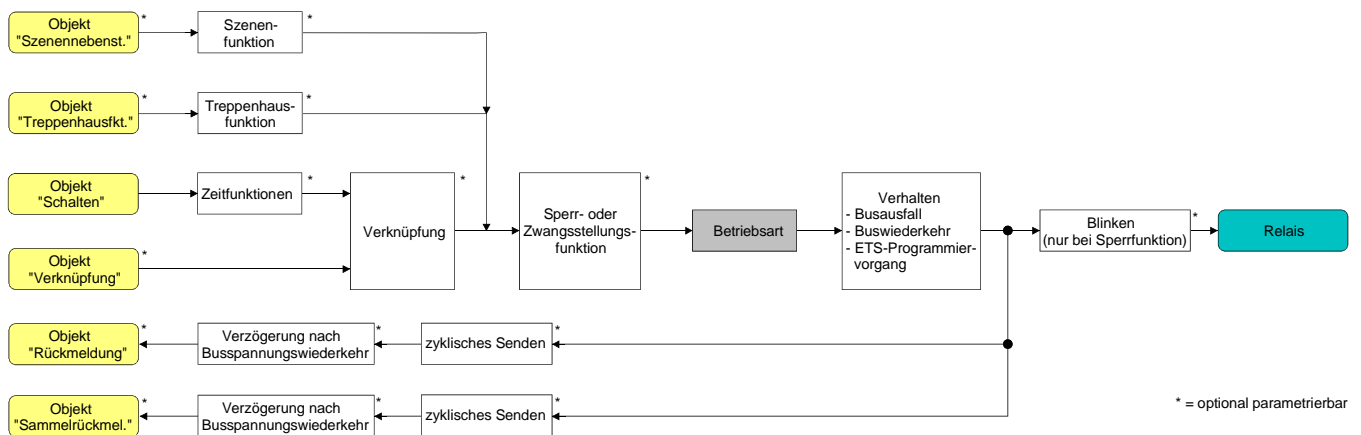 Objekt
"Szenennebenst."
*
Szenen-
funktion
*
Objekt
"Treppenhausfkt."
*
Treppenhaus-
funktion
*
Objekt
"Schalten"
Zeitfunktionen
*
Verknüpfung
*
Sperr- oder
Zwangsstellungs-
funktion
*
Betriebsart
Verhalten
- Busausfall
- Buswiederkehr
- ETS-Programmier-
vorgang
Blinken
(nur bei Sperrfunktion)
*
Relais
Objekt
"Verknüpfung"
*
Objekt
"Rückmeldung"
*
Verzögerung nach
Busspannungswiederkehr
*
zyklisches Senden
*
Objekt
"Sammelrückmel."
*
Verzögerung nach
Busspannungswiederkehr
*
zyklisches Senden
*
* = optional parametrierbar